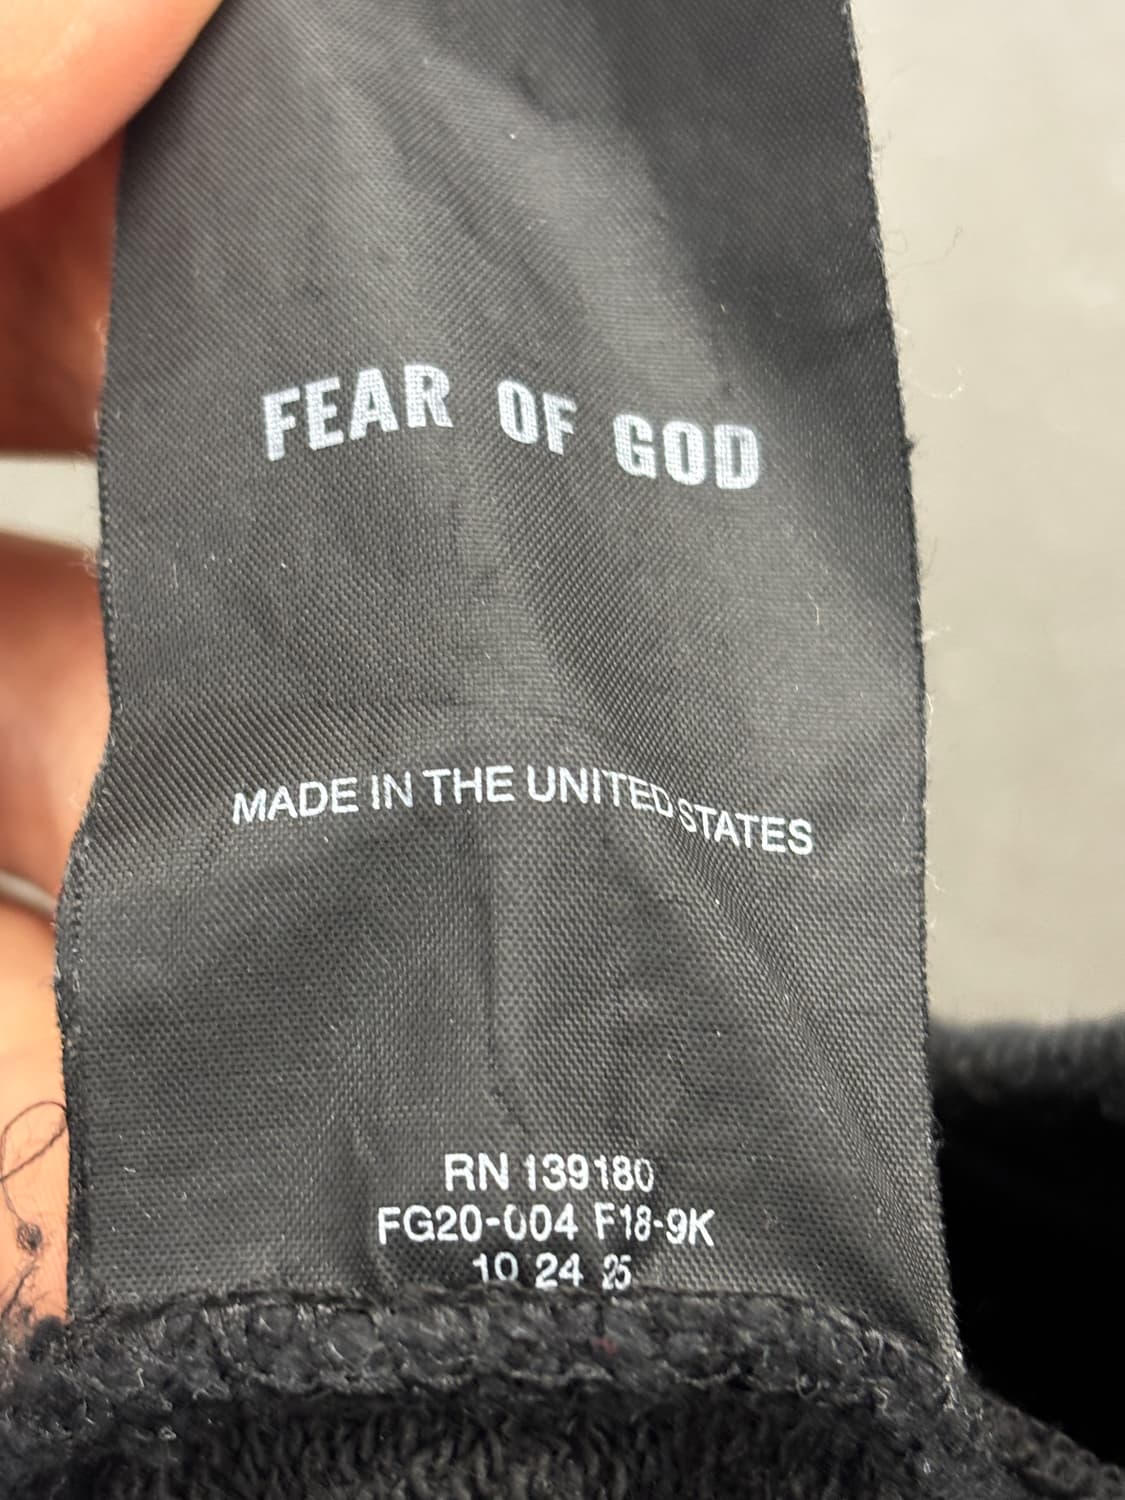 FEAR OF GOD
MADE IN THE UNITED STATES
RN 139180
FG20-004 F18-9K
10 24 25